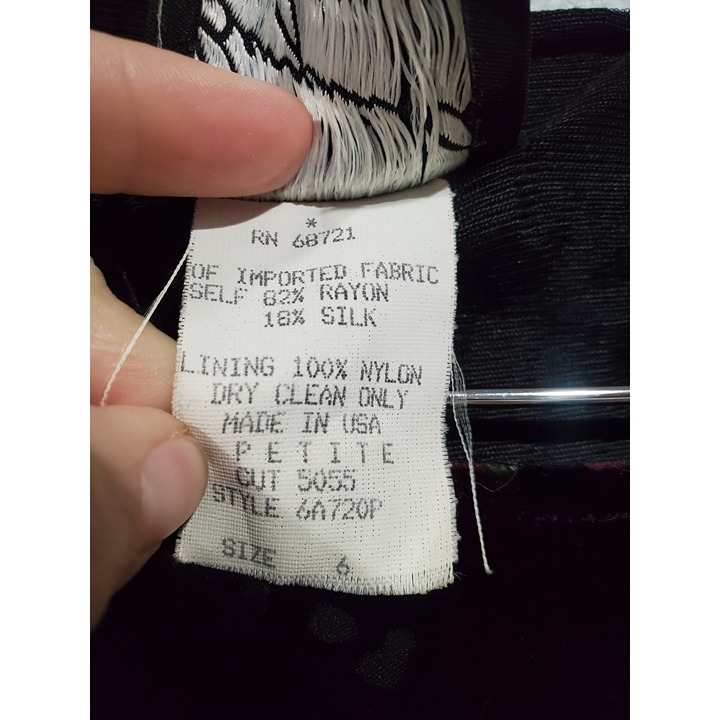 *
RN 68721
OF IMPORTED FABRIC
SELF 82% RAYON
18% SILK
LINING 100% NYLON
DRY CLEAN ONLY
MADE IN USA
PETITE
CUT 5055
STYLE 6A720P
SIZE 6